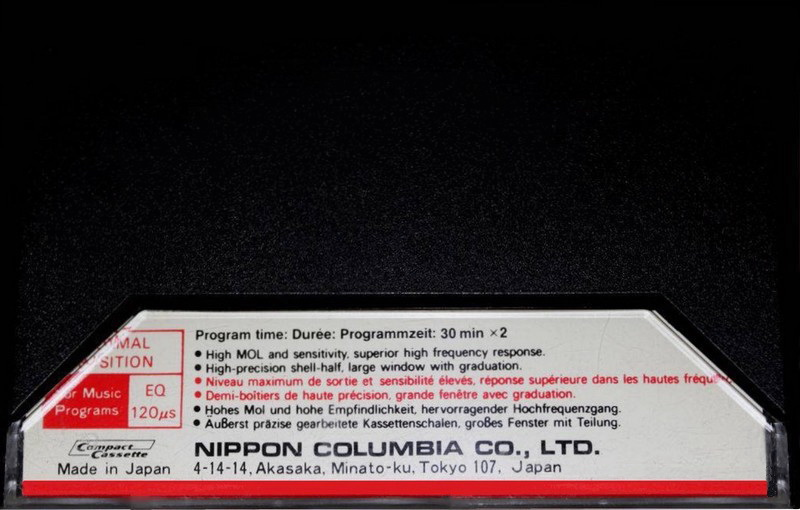 Program time: Durée: Programmzeit: 30 min ×2
MAL
SITION
For Music
Programs
EQ
120µs
● High MOL and sensitivity, superior high frequency response.
● High-precision shell-half, large window with graduation.
● Niveau maximum de sortie et sensibilité élevés, réponse supérieure dans les hautes
● Demi-boîtiers de haute précision, grande fenêtre avec graduation.
● Hohes Mol und hohe Empfindlichkeit, hervorragender Hochfrequenzgang.
● Äußerst präzise gearbeitete Kassettenschalen, großes Fenster mit Teilung.
Compact
Cassette
Made in Japan
NIPPON COLUMBIA CO., LTD.
4-14-14, Akasaka, Minato-ku, Tokyo 107, Japan